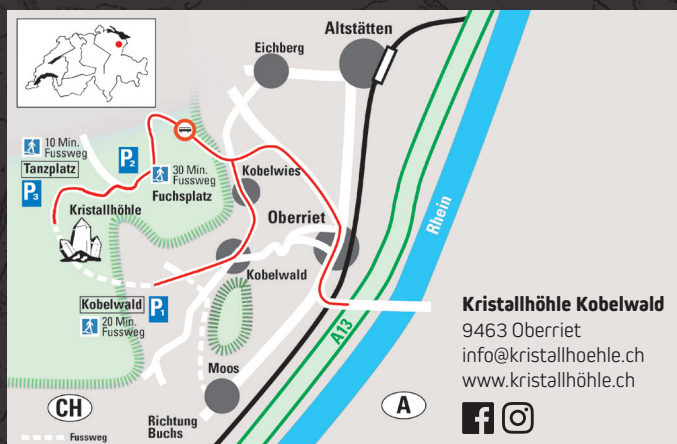 Altstätten
Eichberg
10 Min.
Fussweg
Tanzplatz
P3
P2
30 Min.
Fussweg
Fuchsplatz
Kobelwies
Kristallhöhle
Oberriet
Rhein
Kobelwald
Kobelwald
P1
20 Min.
Fussweg
A13
Moos
CH
A
Richtung
Buchs
Fussweg
Kristallhöhle Kobelwald
9463 Oberriet
info@kristallhoehle.ch
www.kristallhöhle.ch